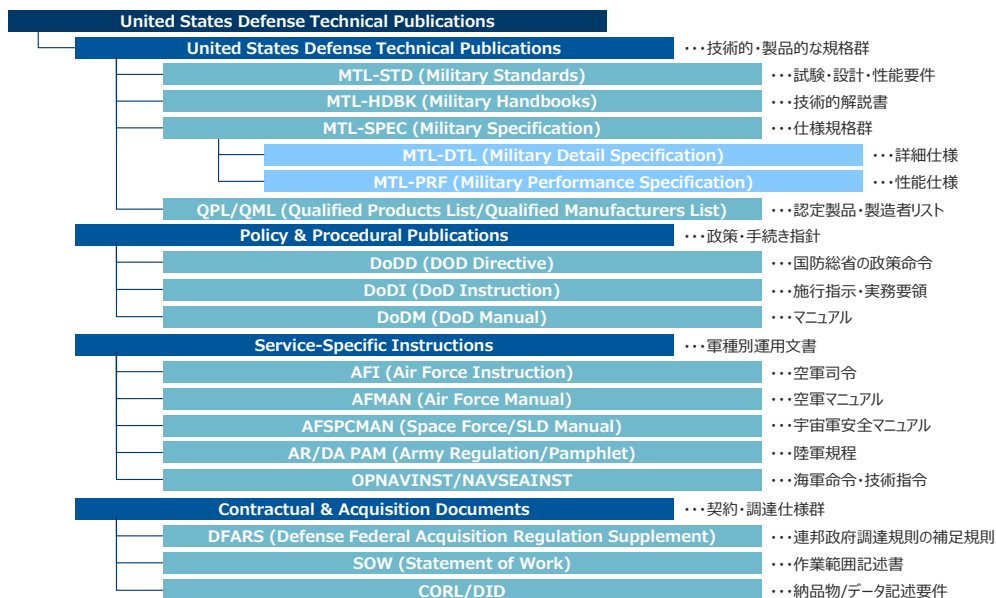 United States Defense Technical Publications
United States Defense Technical Publications ・・・技術的・製品的な規格群
MTL-STD (Military Standards) ・・・試験・設計・性能要件
MTL-HDBK (Military Handbooks) ・・・技術的解説書
MTL-SPEC (Military Specification) ・・・仕様規格群
MTL-DTL (Military Detail Specification) ・・・詳細仕様
MTL-PRF (Military Performance Specification) ・・・性能仕様
QPL/QML (Qualified Products List/Qualified Manufacturers List) ・・・認定製品・製造者リスト
Policy & Procedural Publications ・・・政策・手続き指針
DoDD (DOD Directive) ・・・国防総省の政策命令
DoDI (DoD Instruction) ・・・施行指示・実務要領
DoDM (DoD Manual) ・・・マニュアル
Service-Specific Instructions ・・・軍種別運用文書
AFI (Air Force Instruction) ・・・空軍司令
AFMAN (Air Force Manual) ・・・空軍マニュアル
AFSPCMAN (Space Force/SLD Manual) ・・・宇宙軍安全マニュアル
AR/DA PAM (Army Regulation/Pamphlet) ・・・陸軍規程
OPNAVINST/NAVSEAINST ・・・海軍命令・技術指令
Contractual & Acquisition Documents ・・・契約・調達仕様群
DFARS (Defense Federal Acquisition Regulation Supplement) ・・・連邦政府調達規則の補足規則
SOW (Statement of Work) ・・・作業範囲記述書
CORL/DID ・・・納品物/データ記述要件